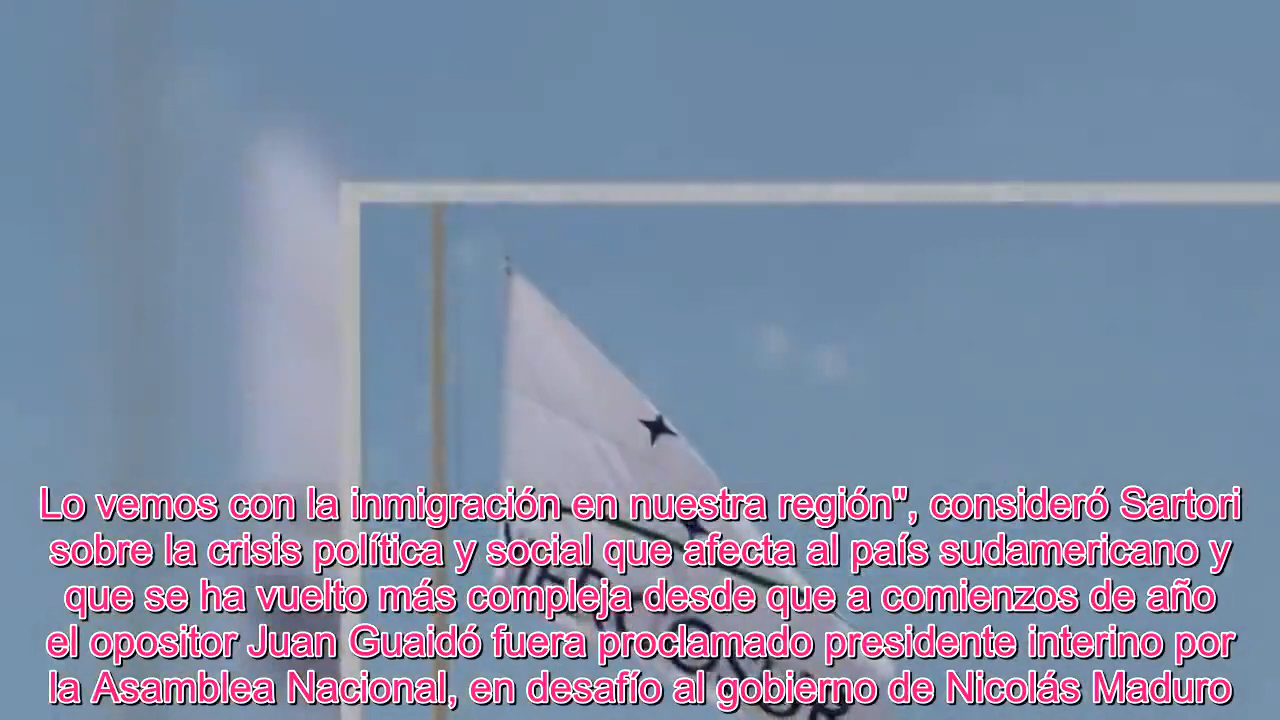 Lo vemos con la inmigración en nuestra región", consideró Sartori
sobre la crisis política y social que afecta al país sudamericano y
que se ha vuelto más compleja desde que a comienzos de año
el opositor Juan Guaidó fuera proclamado presidente interino por
la Asamblea Nacional, en desafío al gobierno de Nicolás Maduro